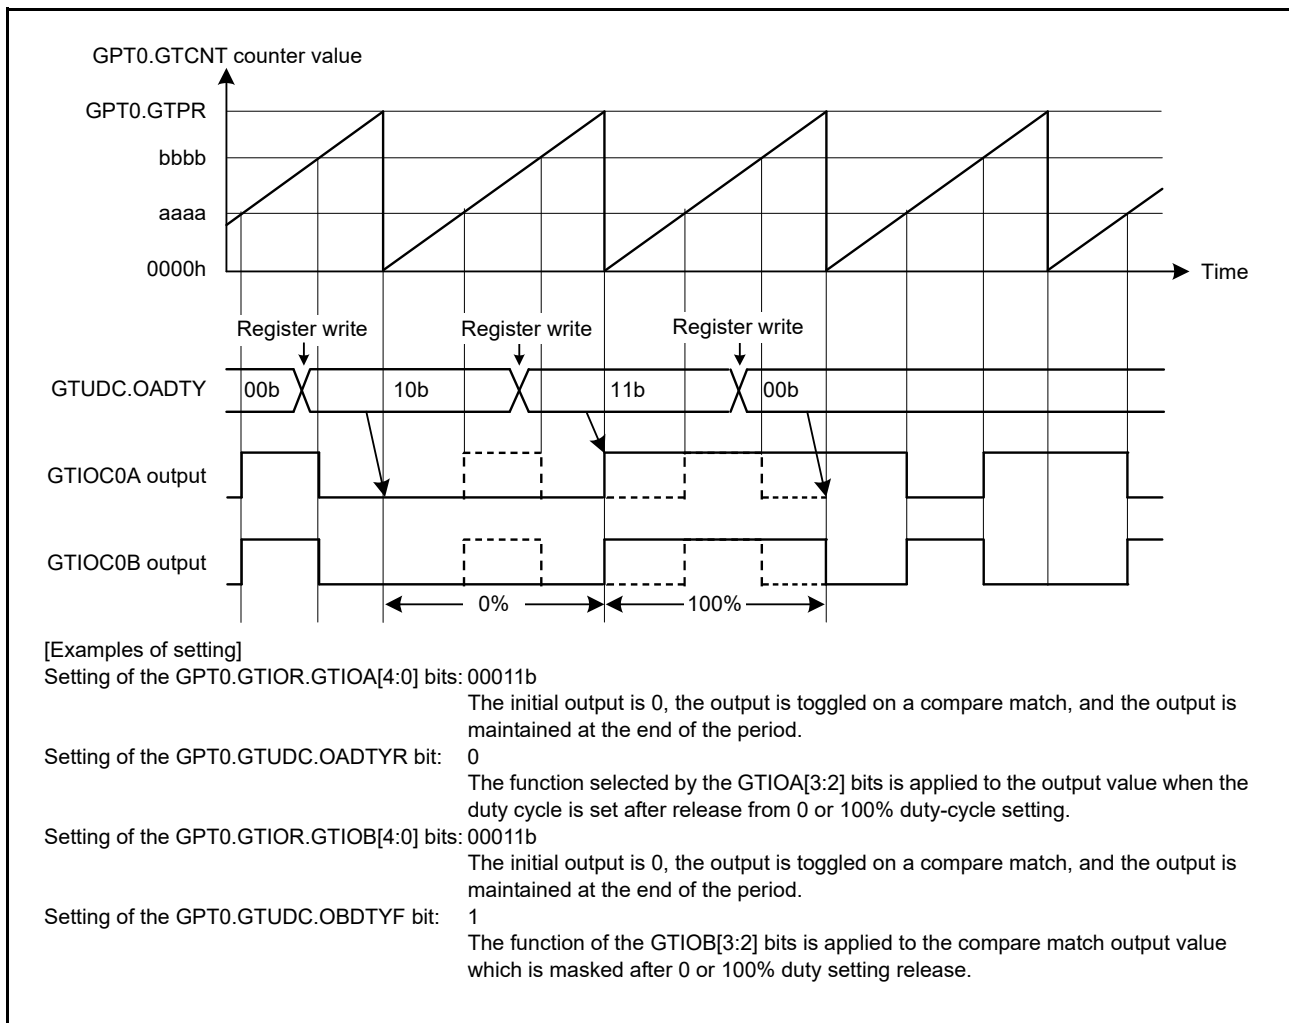 GPT0.GTCNT counter value
GPT0.GTPR
bbbb
aaaa
0000h
Time
Register write Register write Register write
GTUDC.OADTY 00b 10b 11b 00b
GTIOC0A output
GTIOC0B output
0% 100%
[Examples of setting]
Setting of the GPT0.GTIOR.GTIOA[4:0] bits: 00011b
The initial output is 0, the output is toggled on a compare match, and the output is
maintained at the end of the period.
Setting of the GPT0.GTUDC.OADTYR bit: 0
The function selected by the GTIOA[3:2] bits is applied to the output value when the
duty cycle is set after release from 0 or 100% duty-cycle setting.
Setting of the GPT0.GTIOR.GTIOB[4:0] bits: 00011b
The initial output is 0, the output is toggled on a compare match, and the output is
maintained at the end of the period.
Setting of the GPT0.GTUDC.OBDTYF bit: 1
The function of the GTIOB[3:2] bits is applied to the compare match output value
which is masked after 0 or 100% duty setting release.